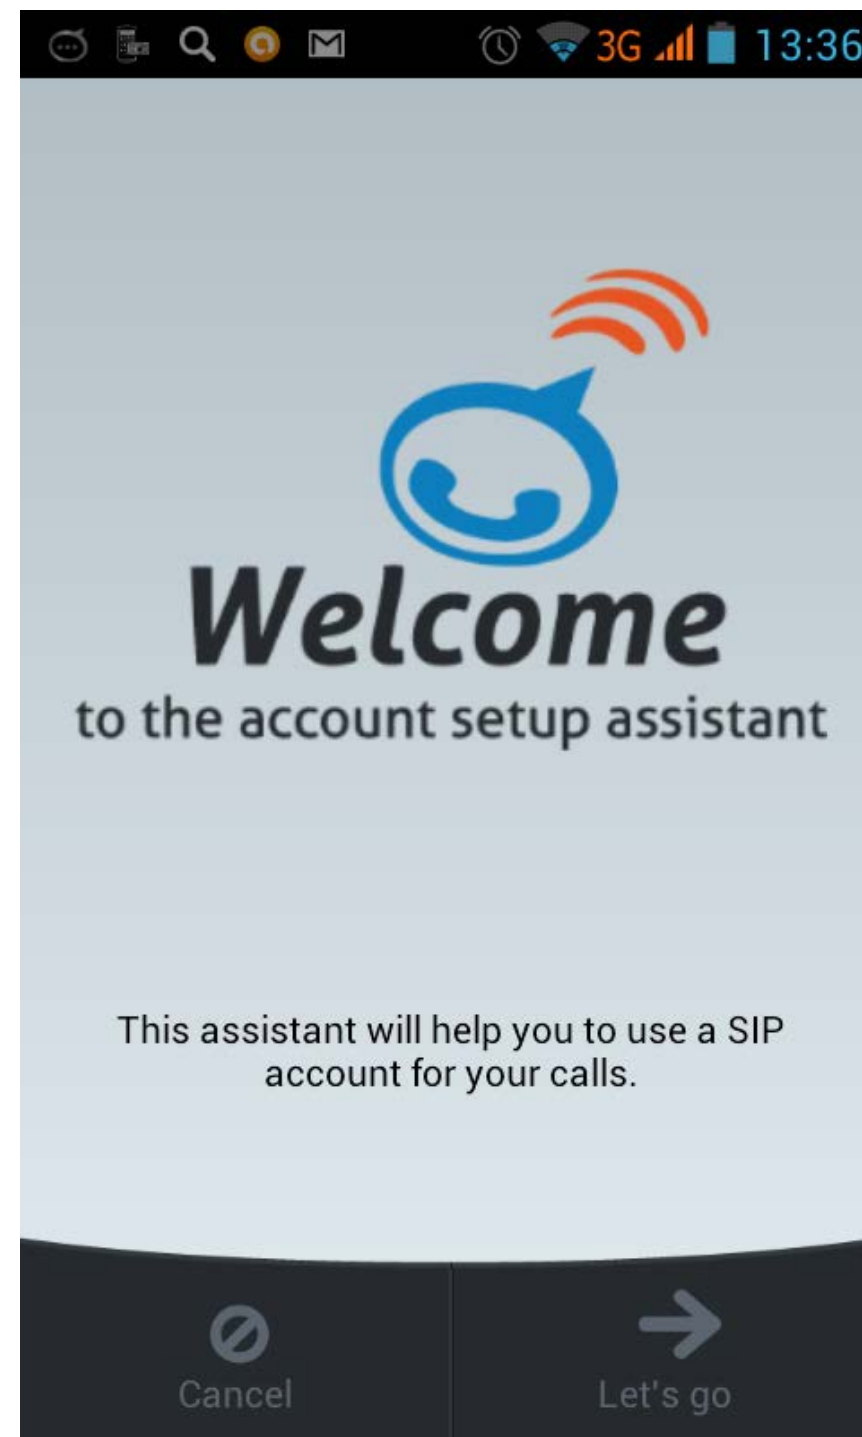 3G 13:36
Welcome
to the account setup assistant
This assistant will help you to use a SIP
account for your calls.
Cancel Let's go